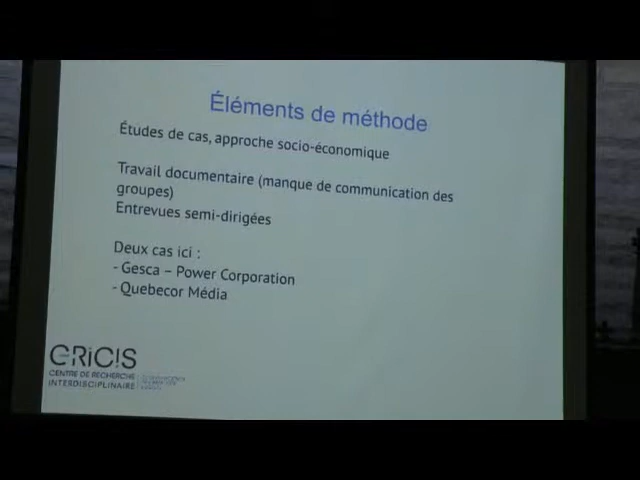 Éléments de méthode
Études de cas, approche socio-économique
Travail documentaire (manque de communication des
groupes)
Entrevues semi-dirigées
Deux cas ici :
- Gesca – Power Corporation
- Quebecor Média
CRiCIS
CENTRE DE RECHERCHE
INTERDISCIPLINAIRE